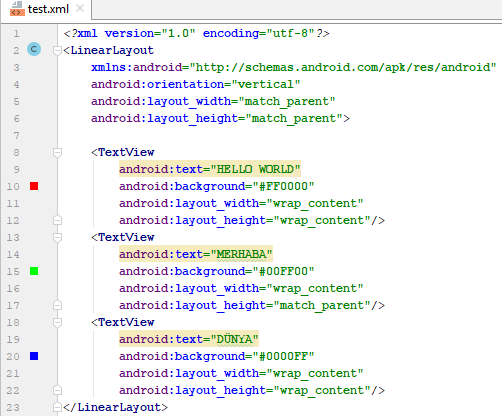 test.xml
1 <?xml version="1.0" encoding="utf-8"?>
2 C <LinearLayout
3 xmlns:android="http://schemas.android.com/apk/res/android"
4 android:orientation="vertical"
5 android:layout_width="match_parent"
6 android:layout_height="match_parent">
7
8 <TextView
9 android:text="HELLO WORLD"
10 android:background="#FF0000"
11 android:layout_width="wrap_content"
12 android:layout_height="wrap_content"/>
13 <TextView
14 android:text="MERHABA"
15 android:background="#00FF00"
16 android:layout_width="wrap_content"
17 android:layout_height="match_parent"/>
18 <TextView
19 android:text="DÜNYA"
20 android:background="#0000FF"
21 android:layout_width="wrap_content"
22 android:layout_height="wrap_content"/>
23 </LinearLayout>